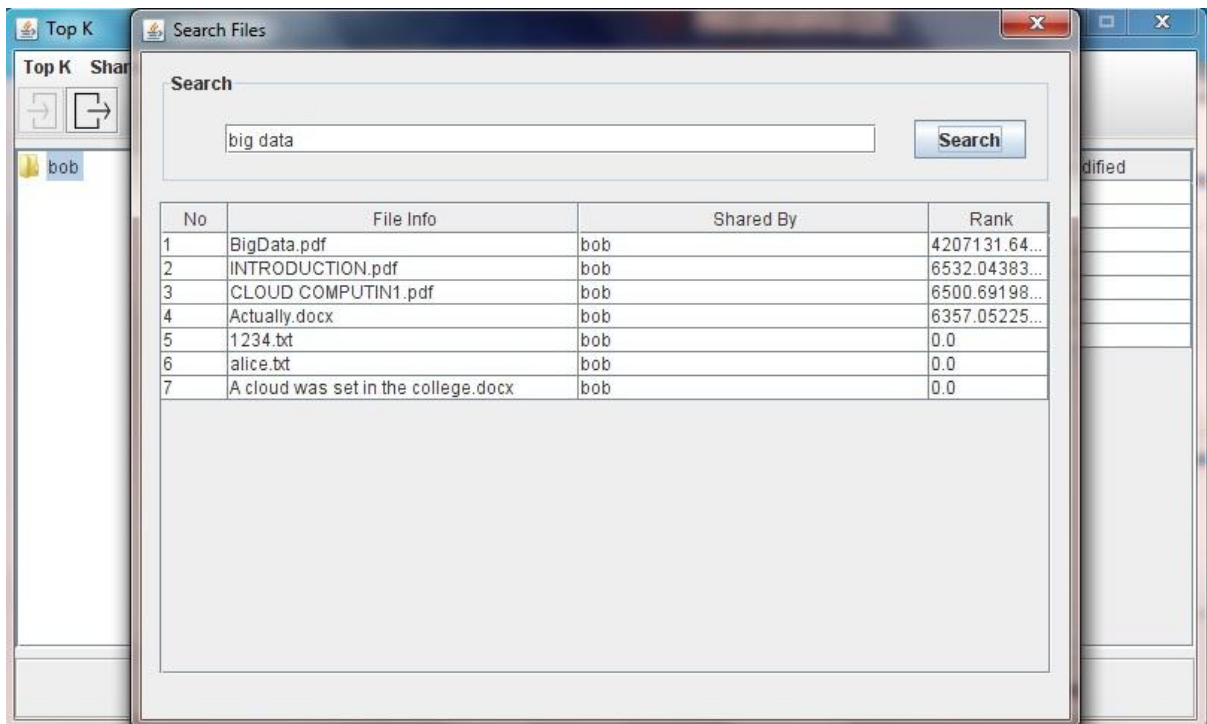 Top K
Search Files
Top K Shar
Search
big data
Search
bob
dified
No File Info Shared By Rank
1 BigData.pdf bob 4207131.64...
2 INTRODUCTION.pdf bob 6532.04383...
3 CLOUD COMPUTIN1.pdf bob 6500.69198...
4 Actually.docx bob 6357.05225...
5 1234.txt bob 0.0
6 alice.txt bob 0.0
7 A cloud was set in the college.docx bob 0.0